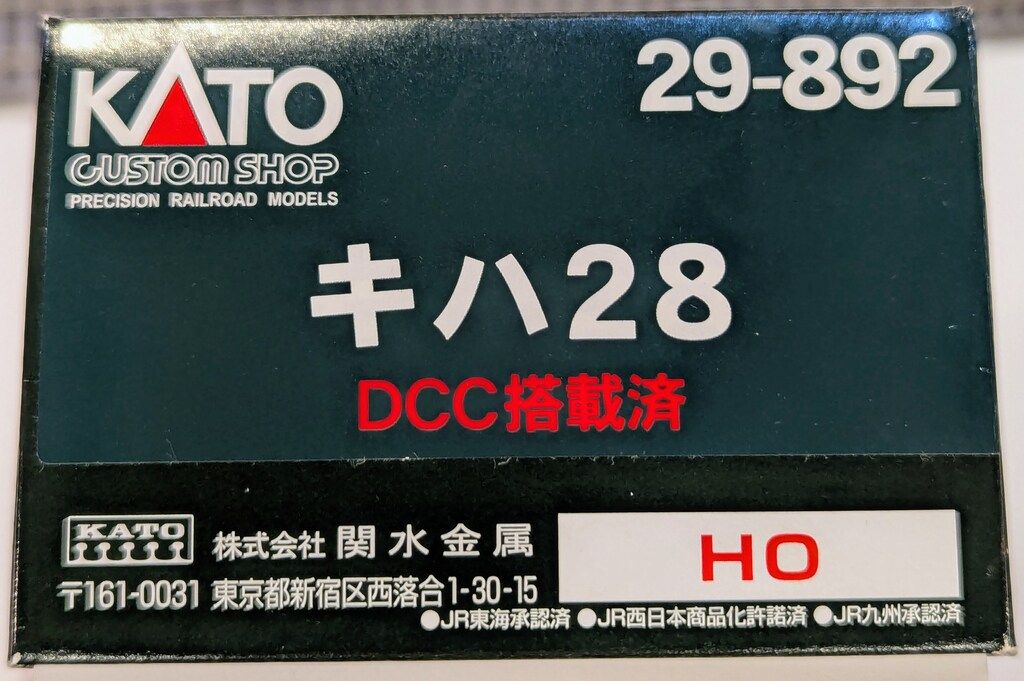 KATO
CUSTOM SHOP
PRECISION RAILROAD MODELS
29-892
キハ28
DCC搭載済
KATO 株式会社 関水金属
〒161-0031 東京都新宿区西落合1-30-15
HO
●JR東海承認済 ●JR西日本商品化許諾済 ●JR九州承認済